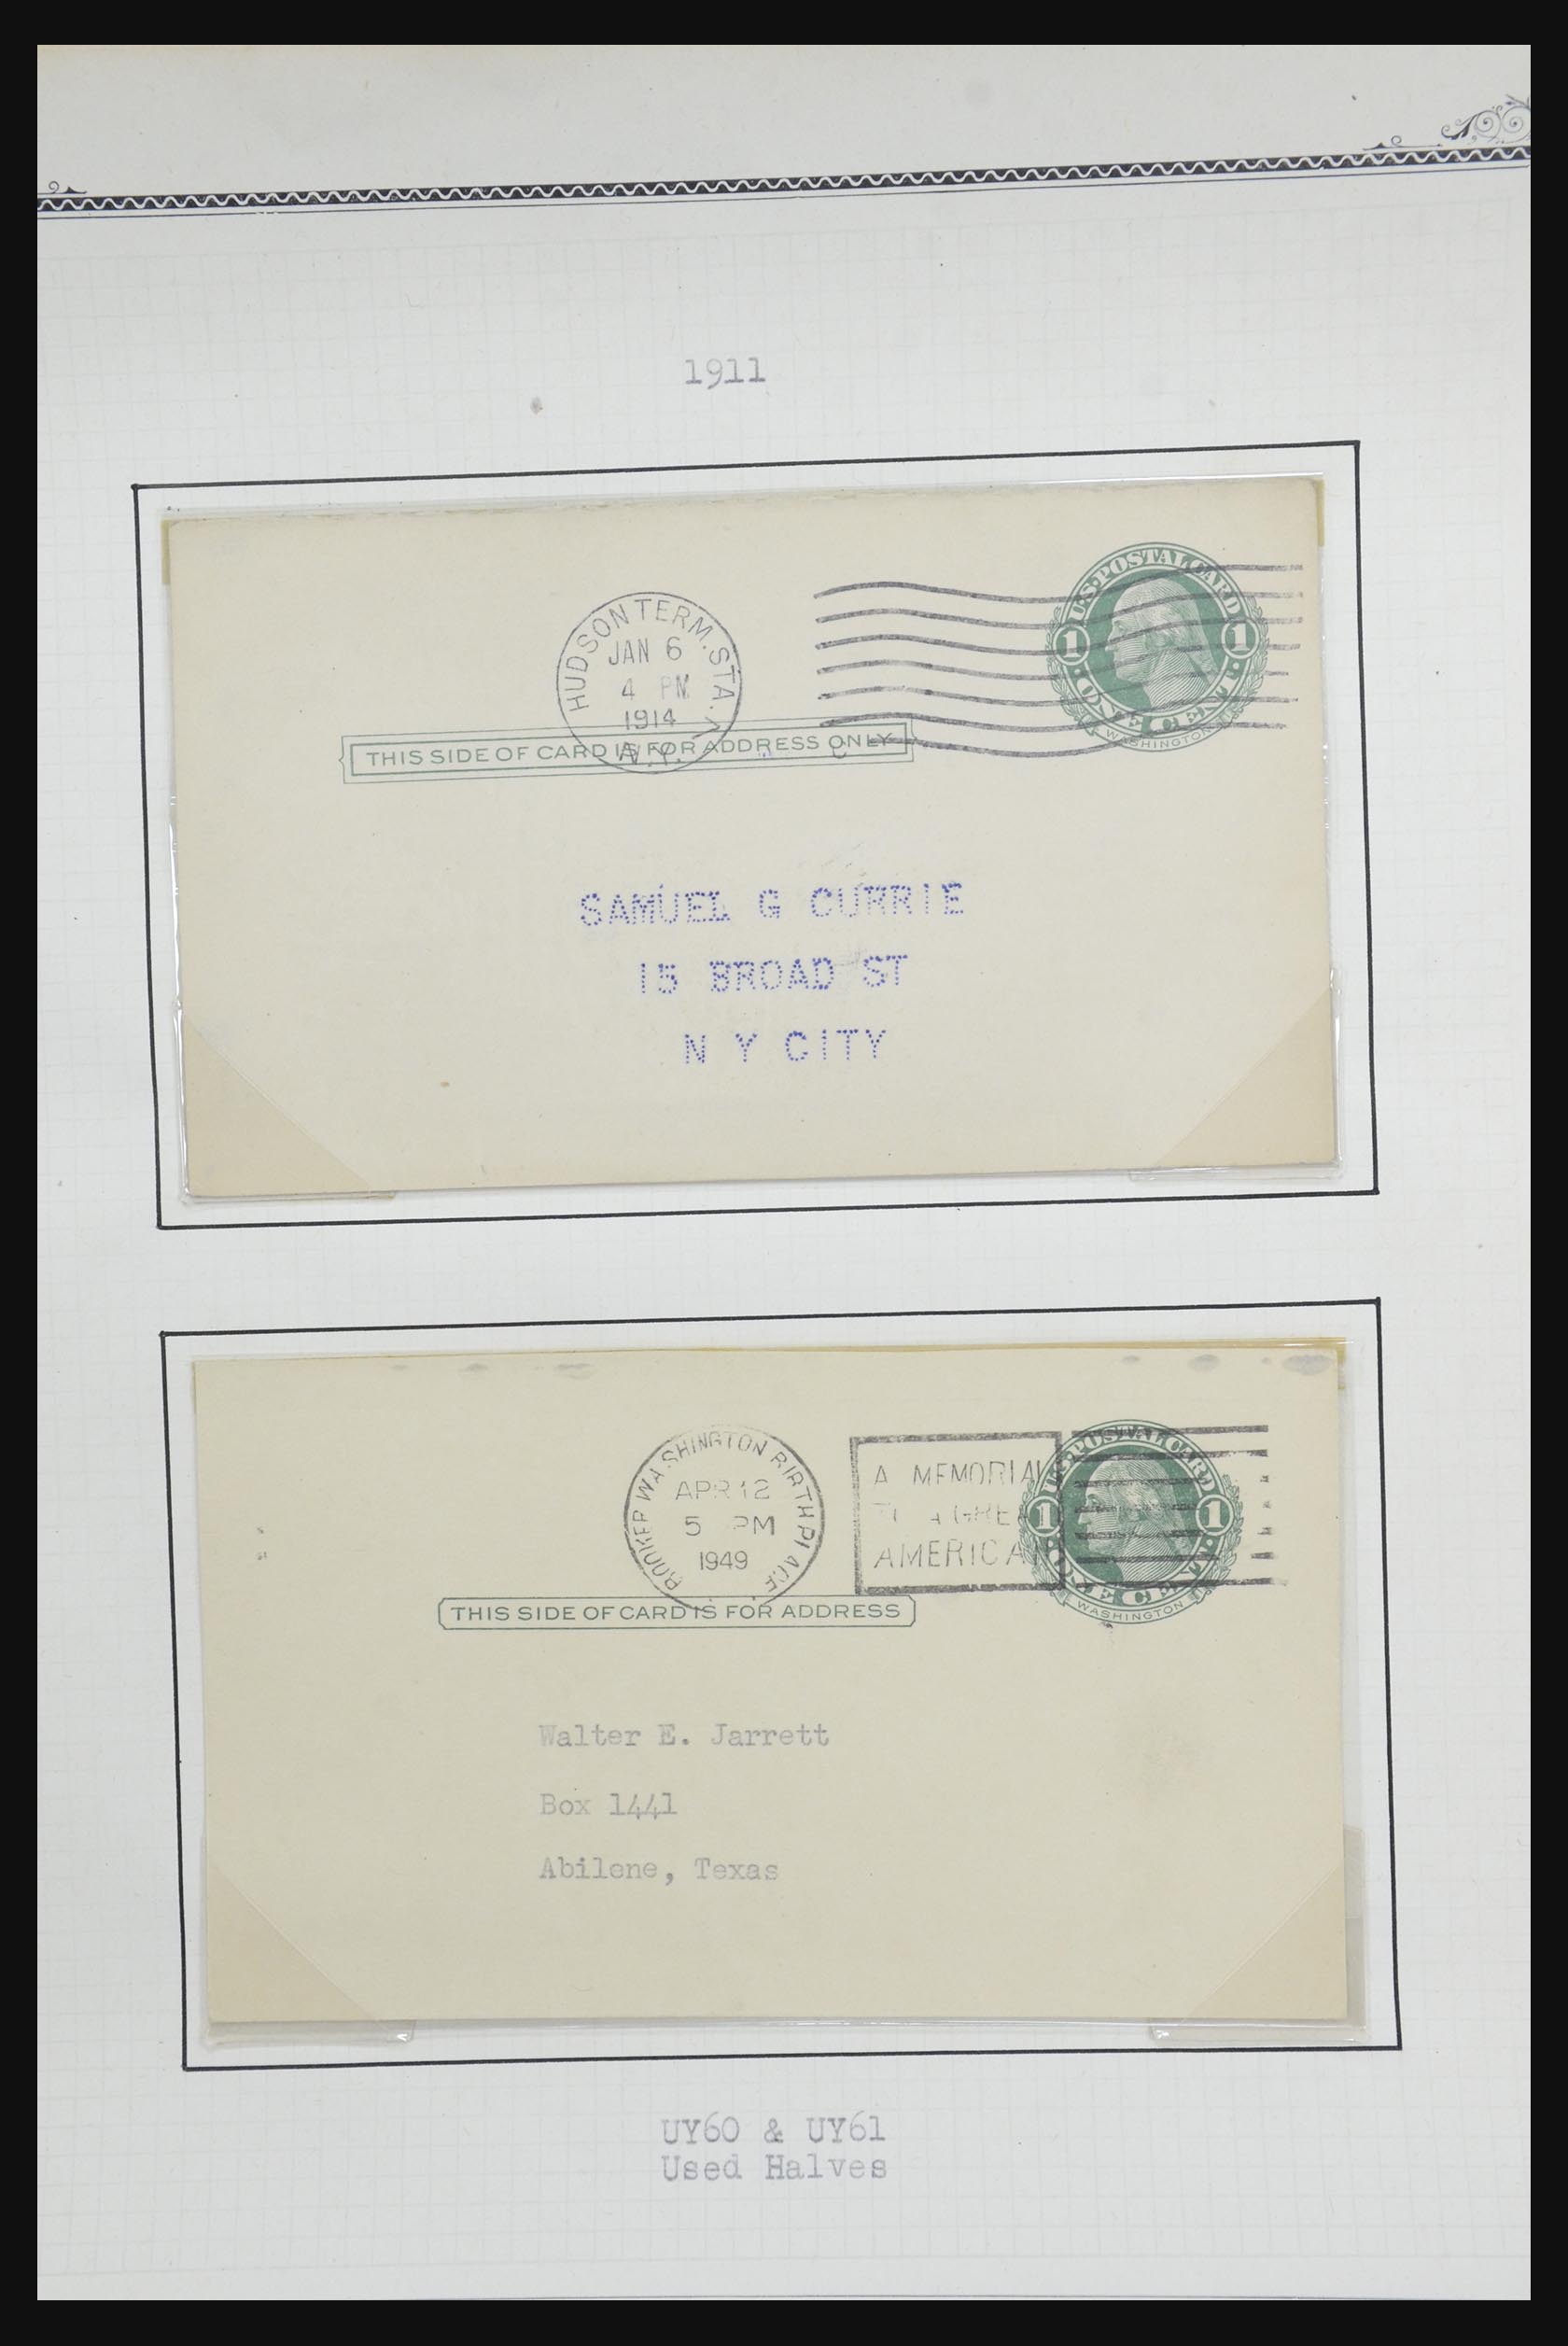 1911
U.S. POSTAL CARD
1 1
ONE CENT
WASHINGTON
HUDSON TERM. STA.
JAN 6
4 PM
1914
N.Y.
THIS SIDE OF CARD IS FOR ADDRESS ONLY
SAMUEL G CURRIE
15 BROAD ST
N Y CITY
BOOKER WASHINGTON BIRTHPLACE
APR 12
5 PM
1949
A MEMORIAL
A GREA
AMERICAN
U.S. POSTAL CARD
1 1
ONE CENT
WASHINGTON
THIS SIDE OF CARD IS FOR ADDRESS
Walter E. Jarrett
Box 1441
Abilene, Texas
UY60 & UY61
Used Halves